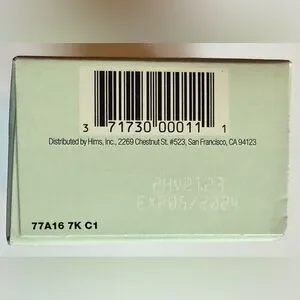 3 71730 00011 1
Distributed by Hims, Inc., 2269 Chestnut St. #523, San Francisco, CA 94123
77A16 7K C1